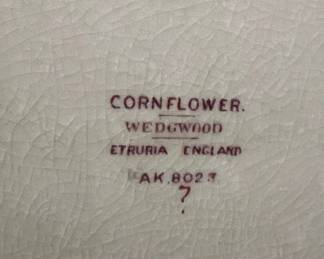 CORNFLOWER.
WEDGWOOD
ETRURIA ENGLAND
AK.8023
7